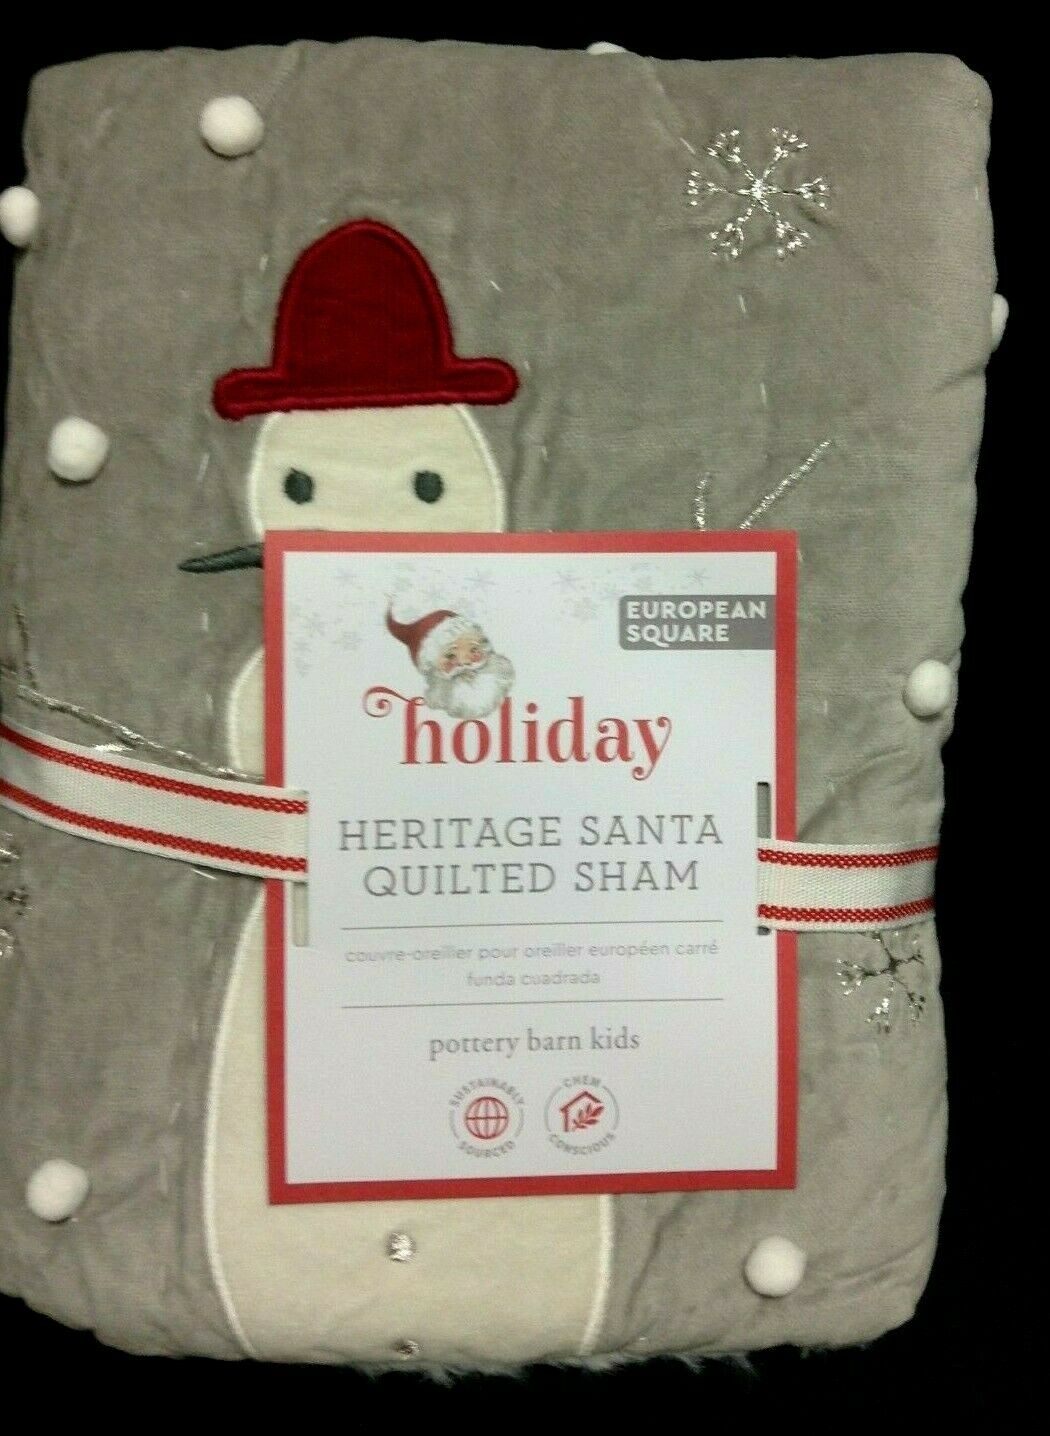 EUROPEAN
SQUARE
holiday
HERITAGE SANTA
QUILTED SHAM
couvre-oreiller pour oreiller européen carré
funda cuadrada
pottery barn kids
SUSTAINABLY
SOURCED
CHEM
CONSCIOUS